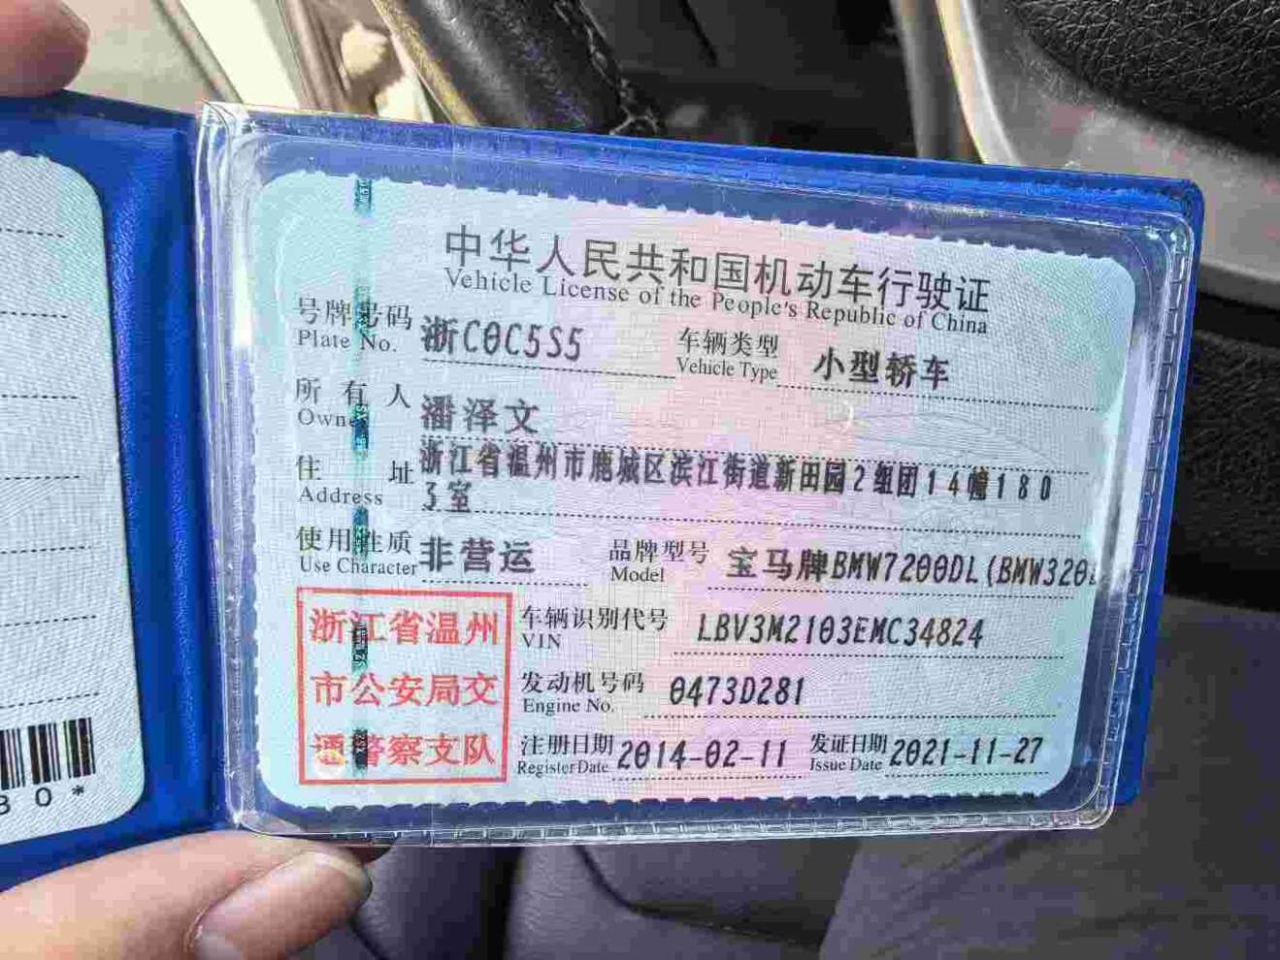 中华人民共和国机动车行驶证
Vehicle License of the People's Republic of China
号牌号码 浙C0C5S5 车辆类型 小型轿车
Plate No. Vehicle Type
所有人 潘泽文
Owner
住址 浙江省温州市鹿城区滨江街道新田园2组团14幢180
Address 3室
使用性质 非营运 品牌型号 宝马牌BMW7200DL(BMW320
Use Character Model
浙江省温州
市公安局交
通警察支队
车辆识别代号 LBV3M2103EMC34824
VIN
发动机号码 0473D281
Engine No.
注册日期 2014-02-11 发证日期 2021-11-27
Register Date Issue Date